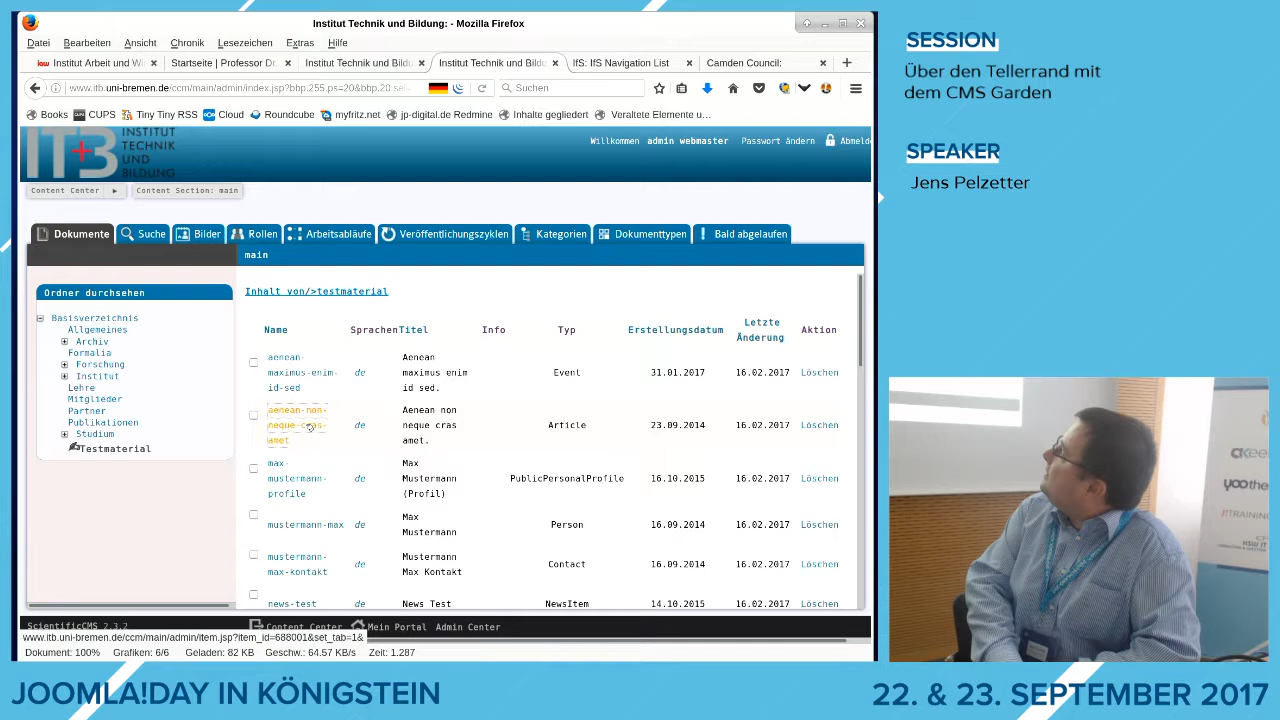 Institut Technik und Bildung: - Mozilla Firefox
Datei Bearbeiten Ansicht Chronik Lesezeichen Extras Hilfe
iaw Institut Arbeit und Wi Startseite | Professor Dr. Institut Technik und Bildu Institut Technik und Bildu IfS: IfS Navigation List Camden Council:
www.itb.uni-bremen.de/ccm/main/admin/index.jsp?bbp.255.ps=20&bbp.20.sel Suchen
Books CUPS Tiny Tiny RSS Cloud Roundcube myfritz.net jp-digital.de Redmine Inhalte gegliedert Veraltete Elemente u…
IT+B INSTITUT
TECHNIK
UND
BILDUNG
Willkommen admin webmaster Passwort ändern Abmeld
Content Center Content Section: main
Dokumente Suche Bilder Rollen Arbeitsabläufe Veröffentlichungszyklen Kategorien Dokumenttypen Bald abgelaufen
main
Ordner durchsehen
Basisverzeichnis
Allgemeines
Archiv
Formalia
Forschung
Institut
Lehre
Mitglieder
Partner
Publikationen
Studium
Testmaterial
Inhalt von/>testmaterial
Name Sprachen Titel Info Typ Erstellungsdatum Letzte Änderung Aktion
aenean-maximus-enim-id-sed de Aenean maximus enim id sed. Event 31.01.2017 16.02.2017 Löschen
aenean-non-neque-cras-amet de Aenean non neque cras amet. Article 23.09.2014 16.02.2017 Löschen
max-mustermann-profile de Max Mustermann (Profil) PublicPersonalProfile 16.10.2015 16.02.2017 Löschen
mustermann-max de Max Mustermann Person 16.09.2014 16.02.2017 Löschen
mustermann-max-kontakt de Mustermann Max Kontakt Contact 16.09.2014 16.02.2017 Löschen
news-test de News Test NewsItem 14.10.2015 16.02.2017 Löschen
ScientificCMS 2.3.2 Content Center Mein Portal Admin Center
www.itb.uni-bremen.de/ccm/main/admin/item.jsp?item_id=688001&set_tab=1&
Dokument: 100% Grafiken: 6/6 Geladen: 82 KB Geschw.: 64.57 KB/s Zeit: 1.287
SESSION
Über den Tellerrand mit
dem CMS Garden
SPEAKER
Jens Pelzetter
JOOMLA!DAY IN KÖNIGSTEIN
22. & 23. SEPTEMBER 2017